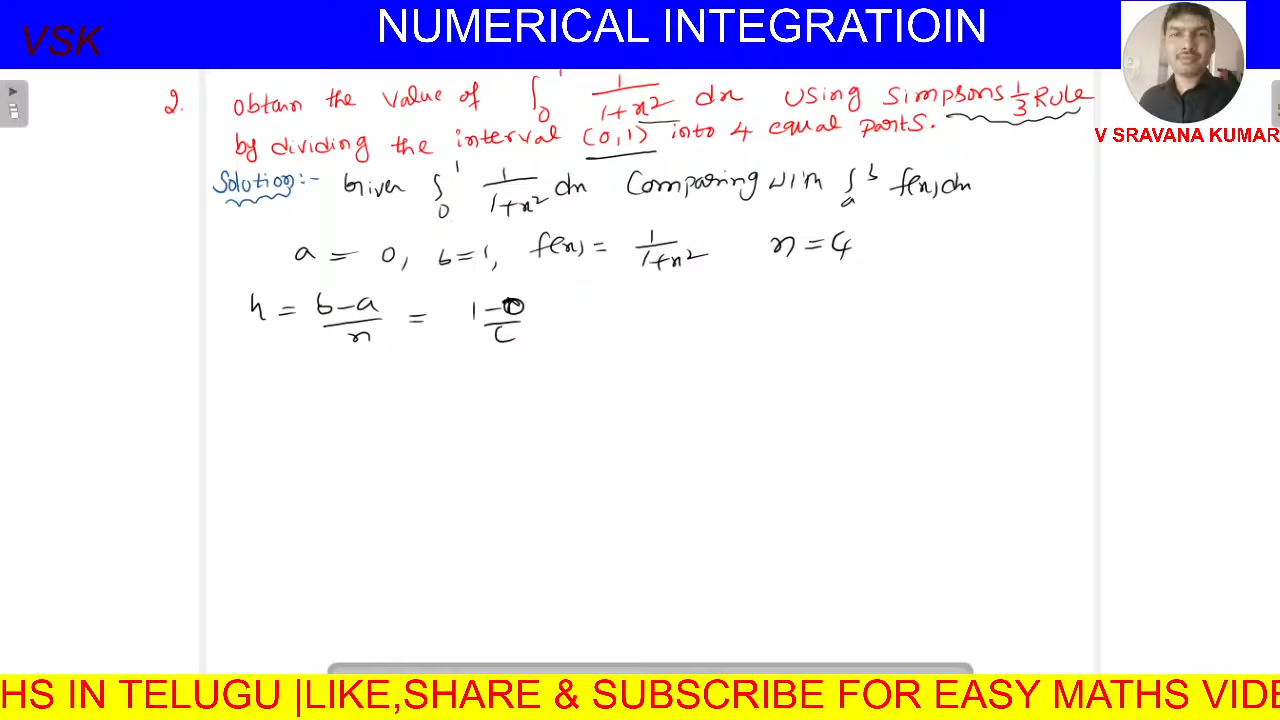 VSK
NUMERICAL INTEGRATIOIN
2. obtain the value of ∫₀¹ 1/(1+x²) dx using Simpsons 1/3 Rule
by dividing the interval (0,1) into 4 equal parts.
V SRAVANA KUMAR
Solution:- Given ∫₀¹ 1/(1+x²) dx Comparing with ∫ₐᵇ f(x) dx
a = 0, b=1, f(x) = 1/(1+x²) n = 4
h = (b-a)/n = 1-0
HS IN TELUGU |LIKE,SHARE & SUBSCRIBE FOR EASY MATHS VIDE